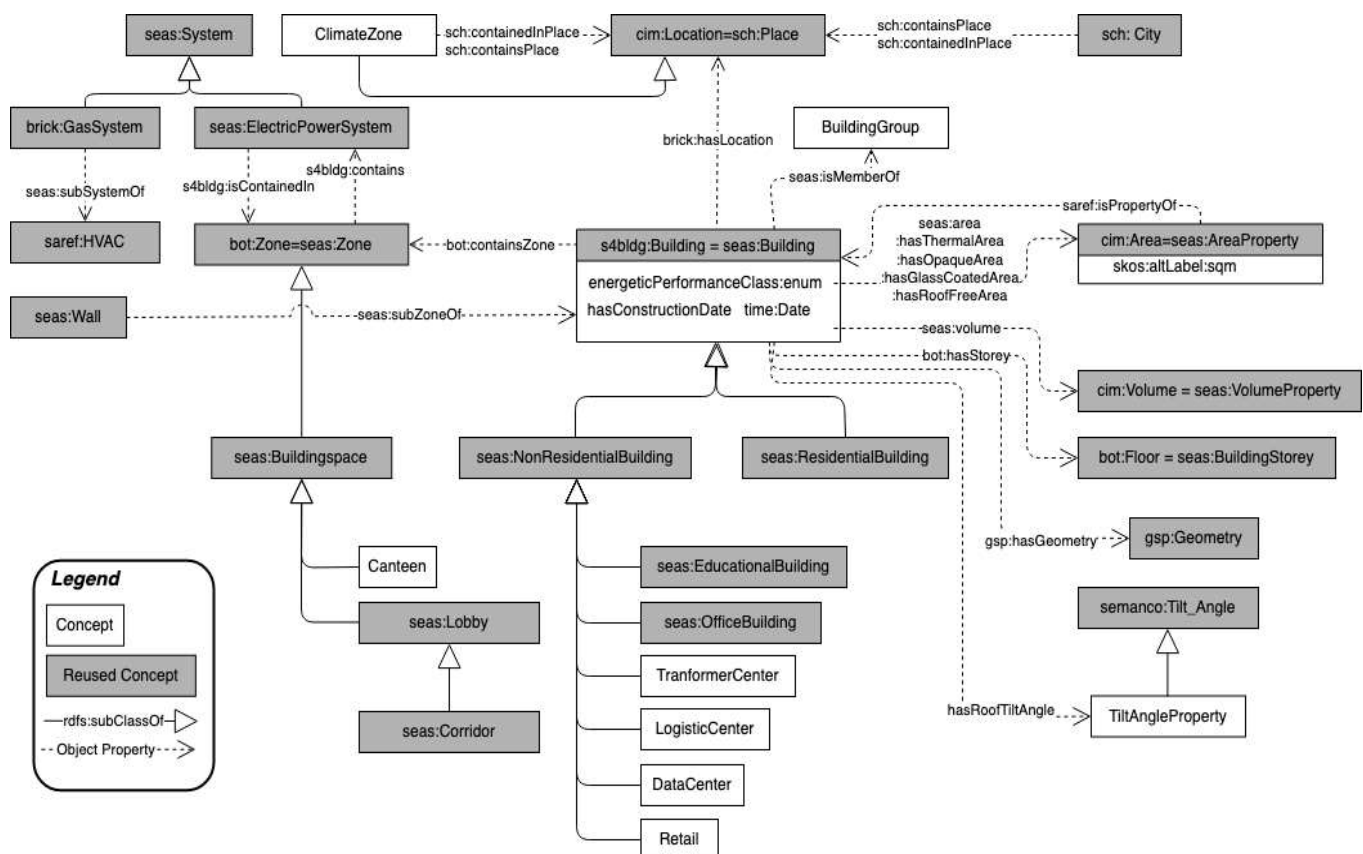 seas:System
ClimateZone
sch:containedInPlace
sch:containsPlace
cim:Location=sch:Place
sch:containsPlace
sch:containedInPlace
sch: City
brick:GasSystem
seas:ElectricPowerSystem
brick:hasLocation
BuildingGroup
seas:subSystemOf
s4bldg:isContainedIn
s4bldg:contains
seas:isMemberOf
saref:HVAC
bot:Zone=seas:Zone
bot:containsZone
s4bldg:Building = seas:Building
energeticPerformanceClass:enum
hasConstructionDate time:Date
saref:isPropertyOf
seas:area
:hasThermalArea
:hasOpaqueArea
:hasGlassCoatedArea
:hasRoofFreeArea
cim:Area=seas:AreaProperty
skos:altLabel:sqm
seas:Wall
seas:subZoneOf
seas:volume
bot:hasStorey
cim:Volume = seas:VolumeProperty
seas:Buildingspace
seas:NonResidentialBuilding
seas:ResidentialBuilding
bot:Floor = seas:BuildingStorey
gsp:hasGeometry
gsp:Geometry
Canteen
seas:Lobby
seas:Corridor
seas:EducationalBuilding
seas:OfficeBuilding
TranformerCenter
LogisticCenter
DataCenter
Retail
semanco:Tilt_Angle
hasRoofTiltAngle
TiltAngleProperty
Legend
Concept
Reused Concept
rdfs:subClassOf
Object Property